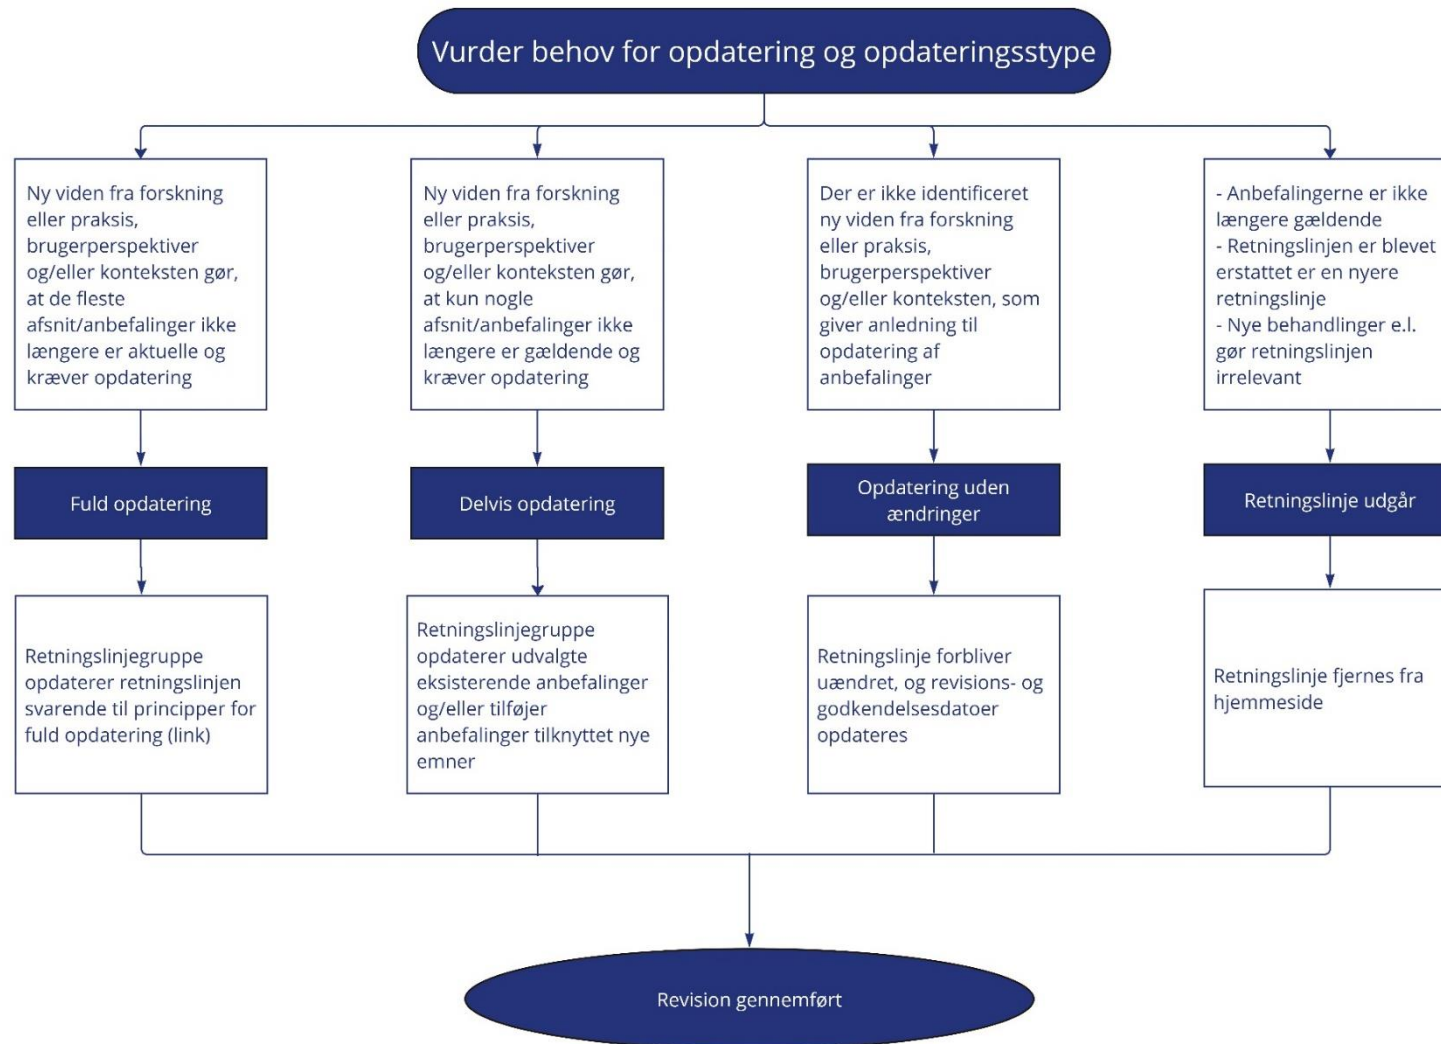 Vurder behov for opdatering og opdateringsstype
Ny viden fra forskning
eller praksis,
brugerperspektiver
og/eller konteksten gør,
at de fleste
afsnit/anbefalinger ikke
længere er aktuelle og
kræver opdatering
Ny viden fra forskning
eller praksis,
brugerperspektiver
og/eller konteksten gør,
at kun nogle
afsnit/anbefalinger ikke
længere er gældende og
kræver opdatering
Der er ikke identificeret
ny viden fra forskning
eller praksis,
brugerperspektiver
og/eller konteksten, som
giver anledning til
opdatering af
anbefalinger
- Anbefalingerne er ikke
længere gældende
- Retningslinjen er blevet
erstattet er en nyere
retningslinje
- Nye behandlinger e.l.
gør retningslinjen
irrelevant
Fuld opdatering
Delvis opdatering
Opdatering uden
ændringer
Retningslinje udgår
Retningslinjegruppe
opdaterer retningslinjen
svarende til principper for
fuld opdatering (link)
Retningslinjegruppe
opdaterer udvalgte
eksisterende anbefalinger
og/eller tilføjer
anbefalinger tilknyttet nye
emner
Retningslinje forbliver
uændret, og revisions- og
godkendelsesdatoer
opdateres
Retningslinje fjernes fra
hjemmeside
Revision gennemført